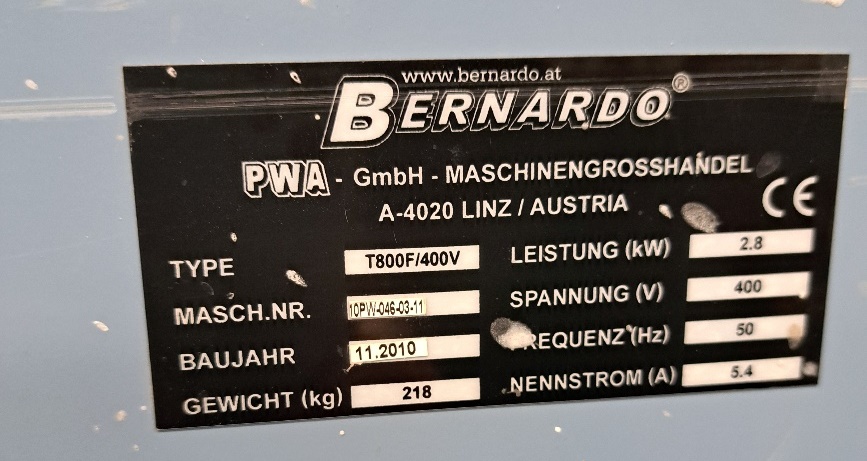 www.bernardo.at
BERNARDO®
PWA - GmbH - MASCHINENGROSSHANDEL
A-4020 LINZ / AUSTRIA
CE
TYPE T800F/400V
MASCH.NR. 10PW-046-03-11
BAUJAHR 11.2010
GEWICHT (kg) 218
LEISTUNG (kW) 2.8
SPANNUNG (V) 400
FREQUENZ (Hz) 50
NENNSTROM (A) 5.4